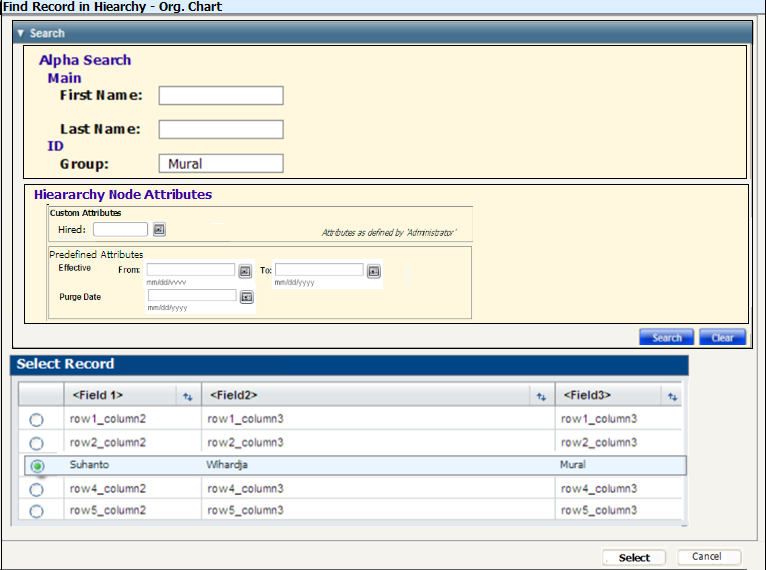 Find Record in Hiearchy - Org. Chart
▼ Search
Alpha Search
Main
First Name:
Last Name:
ID
Group: Mural
Hieararchy Node Attributes
Custom Attributes
Hired:
Attributes as defined by 'Administrator'
Predefined Attributes
Effective From: To:
mm/dd/yyyy mm/dd/yyyy
Purge Date
mm/dd/yyyy
Search Clear
Select Record
<Field 1> <Field2> <Field3>
row1_column2 row1_column3 row1_column3
row2_column2 row2_column3 row2_column3
Suhanto Wihardja Mural
row4_column2 row4_column3 row4_column3
row5_column2 row5_column3 row5_column3
Select Cancel